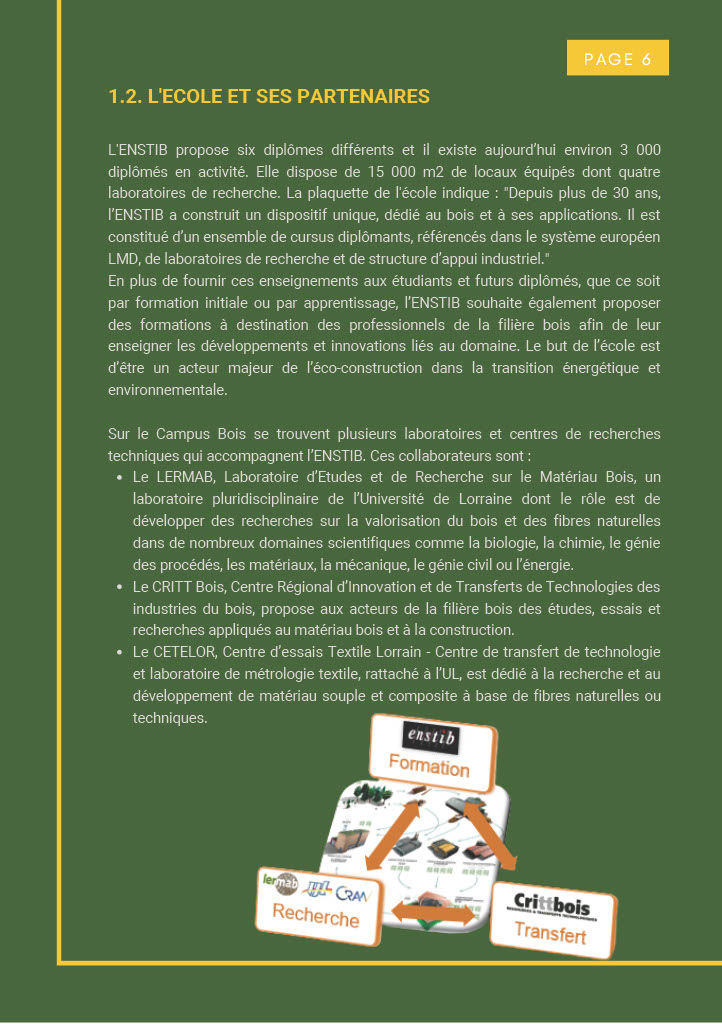 PAGE 6
1.2. L'ECOLE ET SES PARTENAIRES
L'ENSTIB propose six diplômes différents et il existe aujourd’hui environ 3 000
diplômés en activité. Elle dispose de 15 000 m2 de locaux équipés dont quatre
laboratoires de recherche. La plaquette de l'école indique : "Depuis plus de 30 ans,
l’ENSTIB a construit un dispositif unique, dédié au bois et à ses applications. Il est
constitué d’un ensemble de cursus diplômants, référencés dans le système européen
LMD, de laboratoires de recherche et de structure d’appui industriel."
En plus de fournir ces enseignements aux étudiants et futurs diplômés, que ce soit
par formation initiale ou par apprentissage, l’ENSTIB souhaite également proposer
des formations à destination des professionnels de la filière bois afin de leur
enseigner les développements et innovations liés au domaine. Le but de l’école est
d’être un acteur majeur de l’éco-construction dans la transition énergétique et
environnementale.
Sur le Campus Bois se trouvent plusieurs laboratoires et centres de recherches
techniques qui accompagnent l’ENSTIB. Ces collaborateurs sont :
• Le LERMAB, Laboratoire d’Etudes et de Recherche sur le Matériau Bois, un
laboratoire pluridisciplinaire de l’Université de Lorraine dont le rôle est de
développer des recherches sur la valorisation du bois et des fibres naturelles
dans de nombreux domaines scientifiques comme la biologie, la chimie, le génie
des procédés, les matériaux, la mécanique, le génie civil ou l’énergie.
• Le CRITT Bois, Centre Régional d’Innovation et de Transferts de Technologies des
industries du bois, propose aux acteurs de la filière bois des études, essais et
recherches appliqués au matériau bois et à la construction.
• Le CETELOR, Centre d’essais Textile Lorrain - Centre de transfert de technologie
et laboratoire de métrologie textile, rattaché à l’UL, est dédié à la recherche et au
développement de matériau souple et composite à base de fibres naturelles ou
techniques.
enstib
Formation
lermab IJL CRAN
Recherche
Crittbois
Transfert